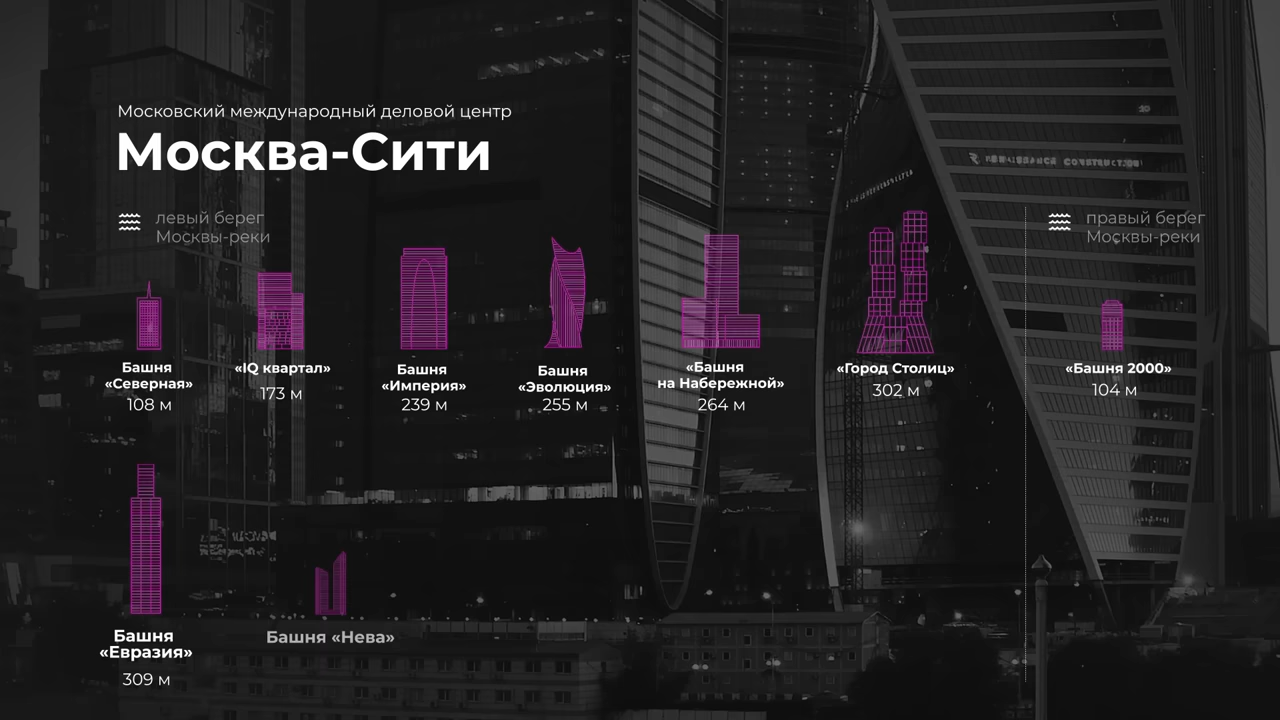 Московский международный деловой центр
Москва-Сити
левый берег
Москвы-реки
правый берег
Москвы-реки
Башня
«Северная»
108 м
«IQ квартал»
173 м
Башня
«Империя»
239 м
Башня
«Эволюция»
255 м
«Башня
на Набережной»
264 м
«Город Столиц»
302 м
«Башня 2000»
104 м
Башня
«Евразия»
309 м
Башня «Нева»
RENAISSANCE CONSTRUCTION